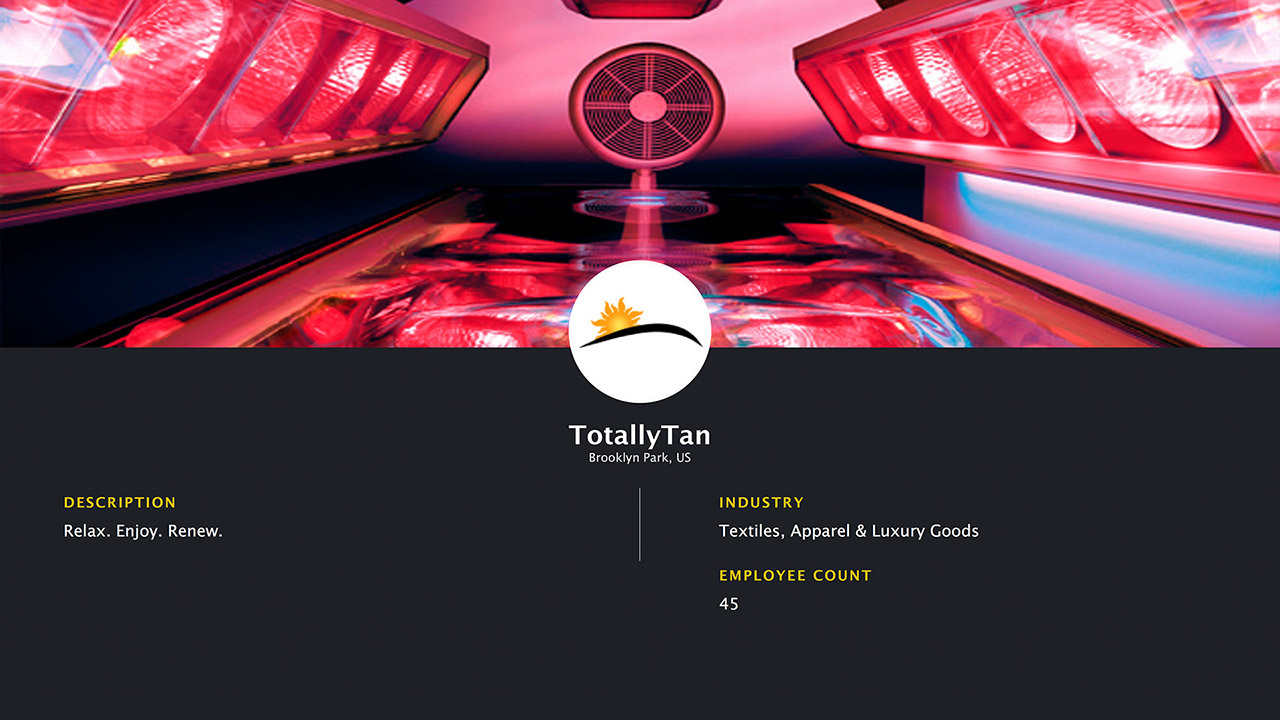 TotallyTan
Brooklyn Park, US
DESCRIPTION
Relax. Enjoy. Renew.
INDUSTRY
Textiles, Apparel & Luxury Goods
EMPLOYEE COUNT
45